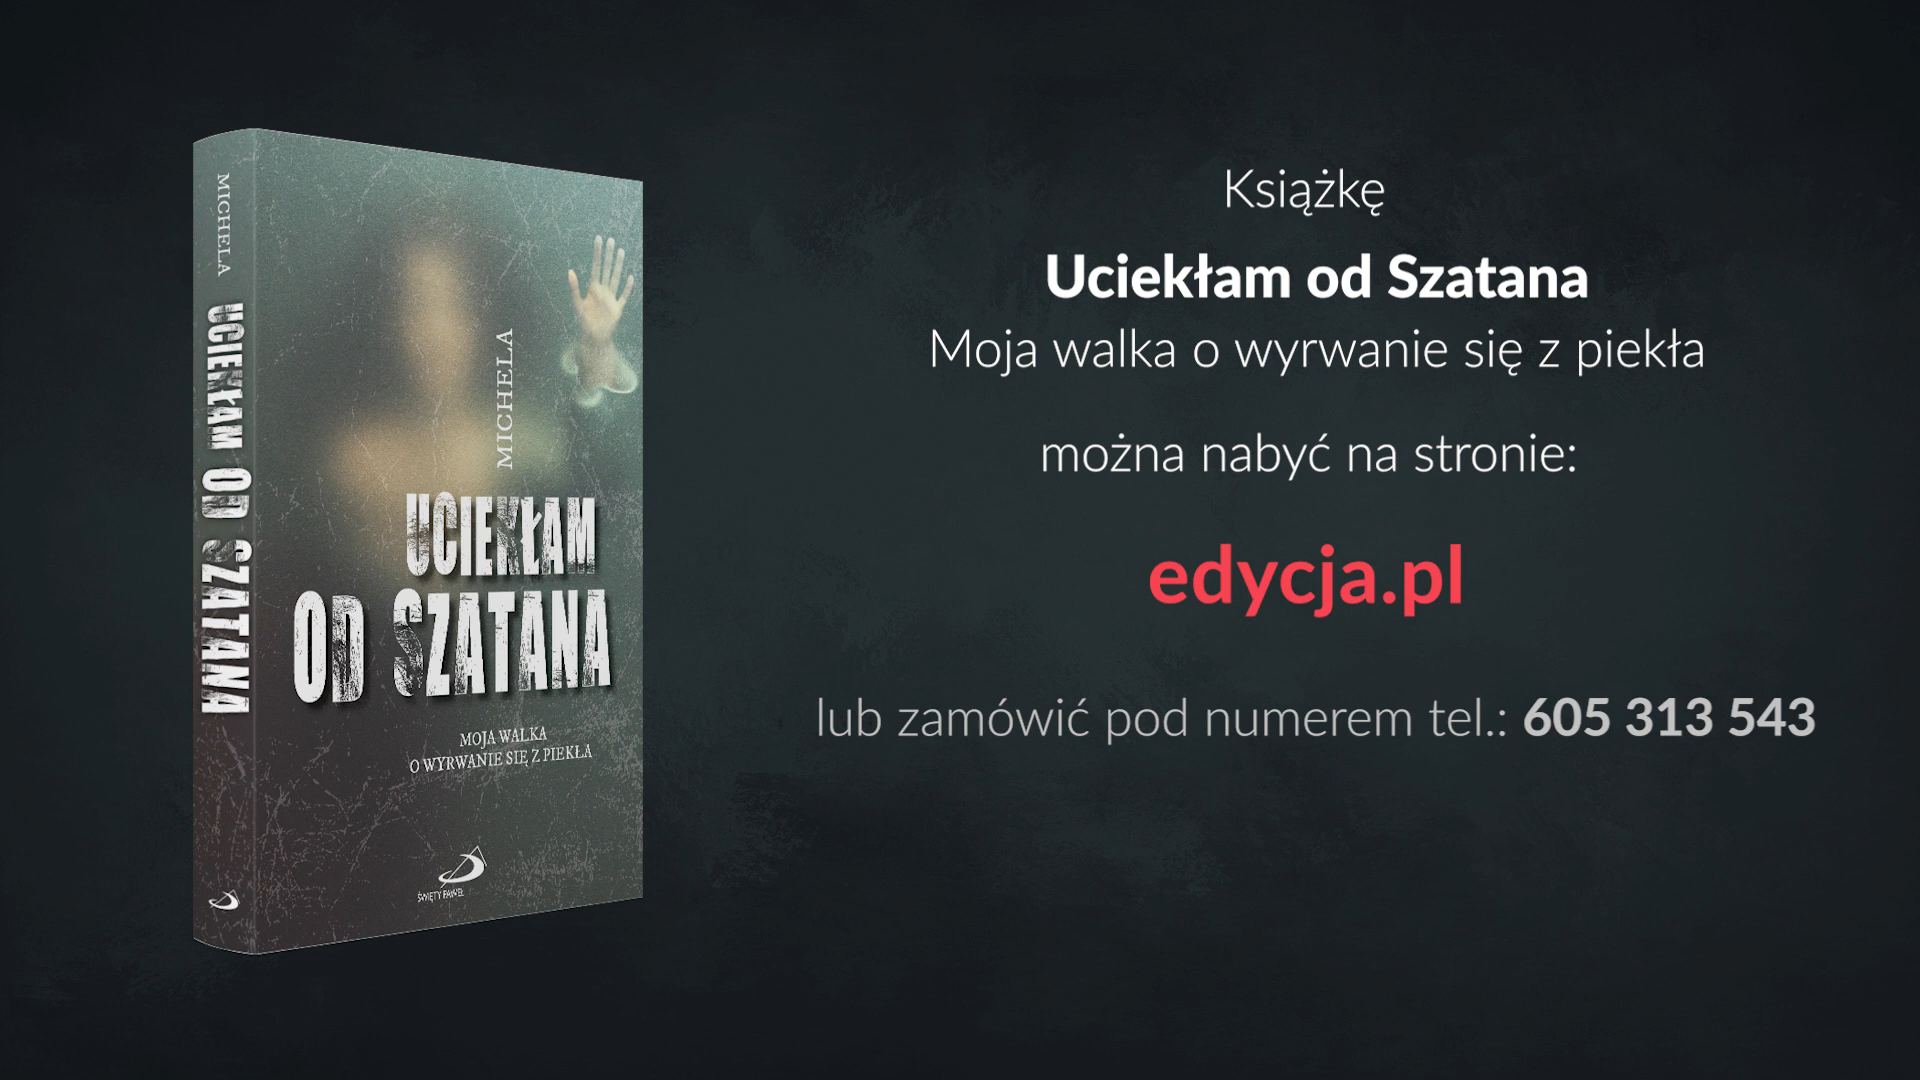 MICHELA
UCIEKŁAM OD SZATANA
MICHELA
UCIEKŁAM
OD SZATANA
MOJA WALKA
O WYRWANIE SIĘ Z PIEKŁA
ŚWIĘTY PAWEŁ
Książkę
Uciekłam od Szatana
Moja walka o wyrwanie się z piekła
można nabyć na stronie:
edycja.pl
lub zamówić pod numerem tel.: 605 313 543